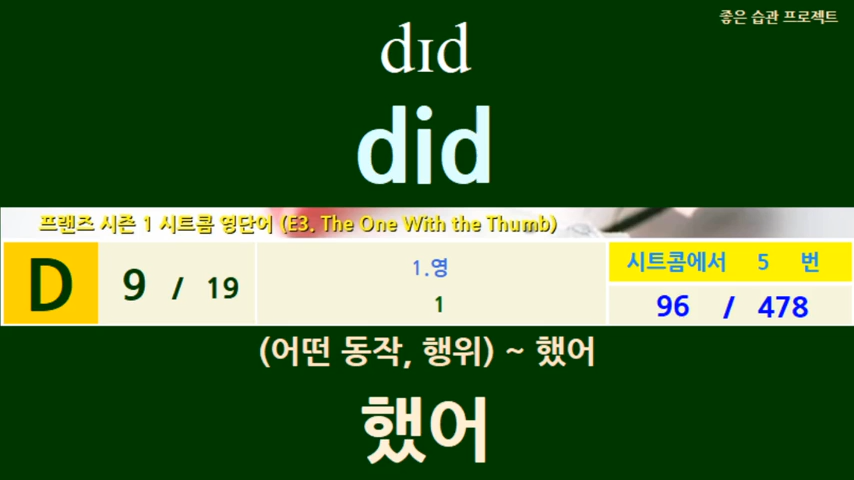 좋은 습관 프로젝트
dɪd
did
프랜즈 시즌 1 시트콤 영단어 (E3. The One With the Thumb)
D 9 / 19
1.영
1
시트콤에서 5 번
96 / 478
(어떤 동작, 행위) ~ 했어
했어